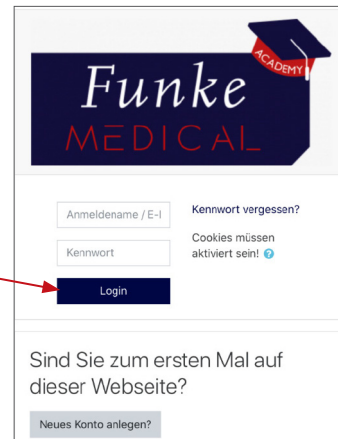 ACADEMY
Funke
MEDICAL
Anmeldename / E-
Kennwort vergessen?
Kennwort
Cookies müssen
aktiviert sein! ?
Login
Sind Sie zum ersten Mal auf
dieser Webseite?
Neues Konto anlegen?